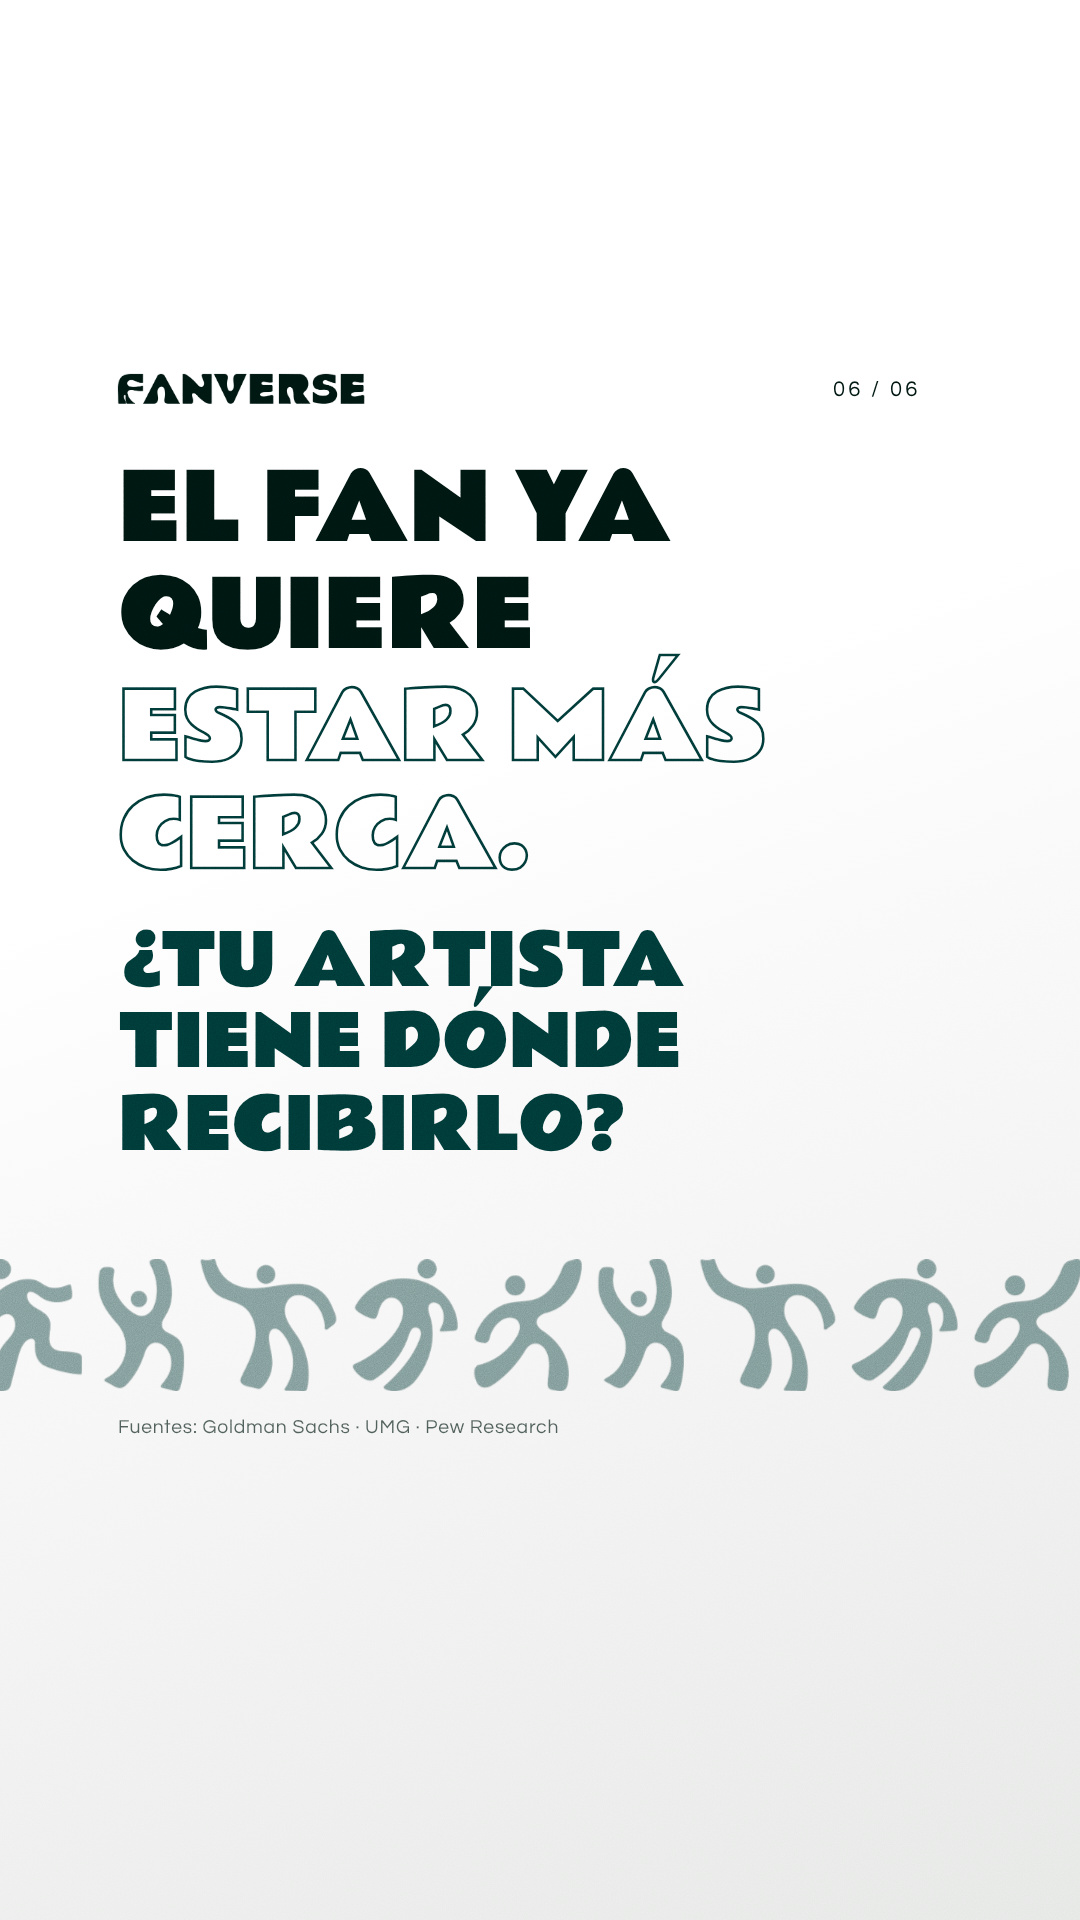 FANVERSE
06 / 06
EL FAN YA
QUIERE
ESTAR MÁS
CERCA.
¿TU ARTISTA
TIENE DÓNDE
RECIBIRLO?
Fuentes: Goldman Sachs · UMG · Pew Research